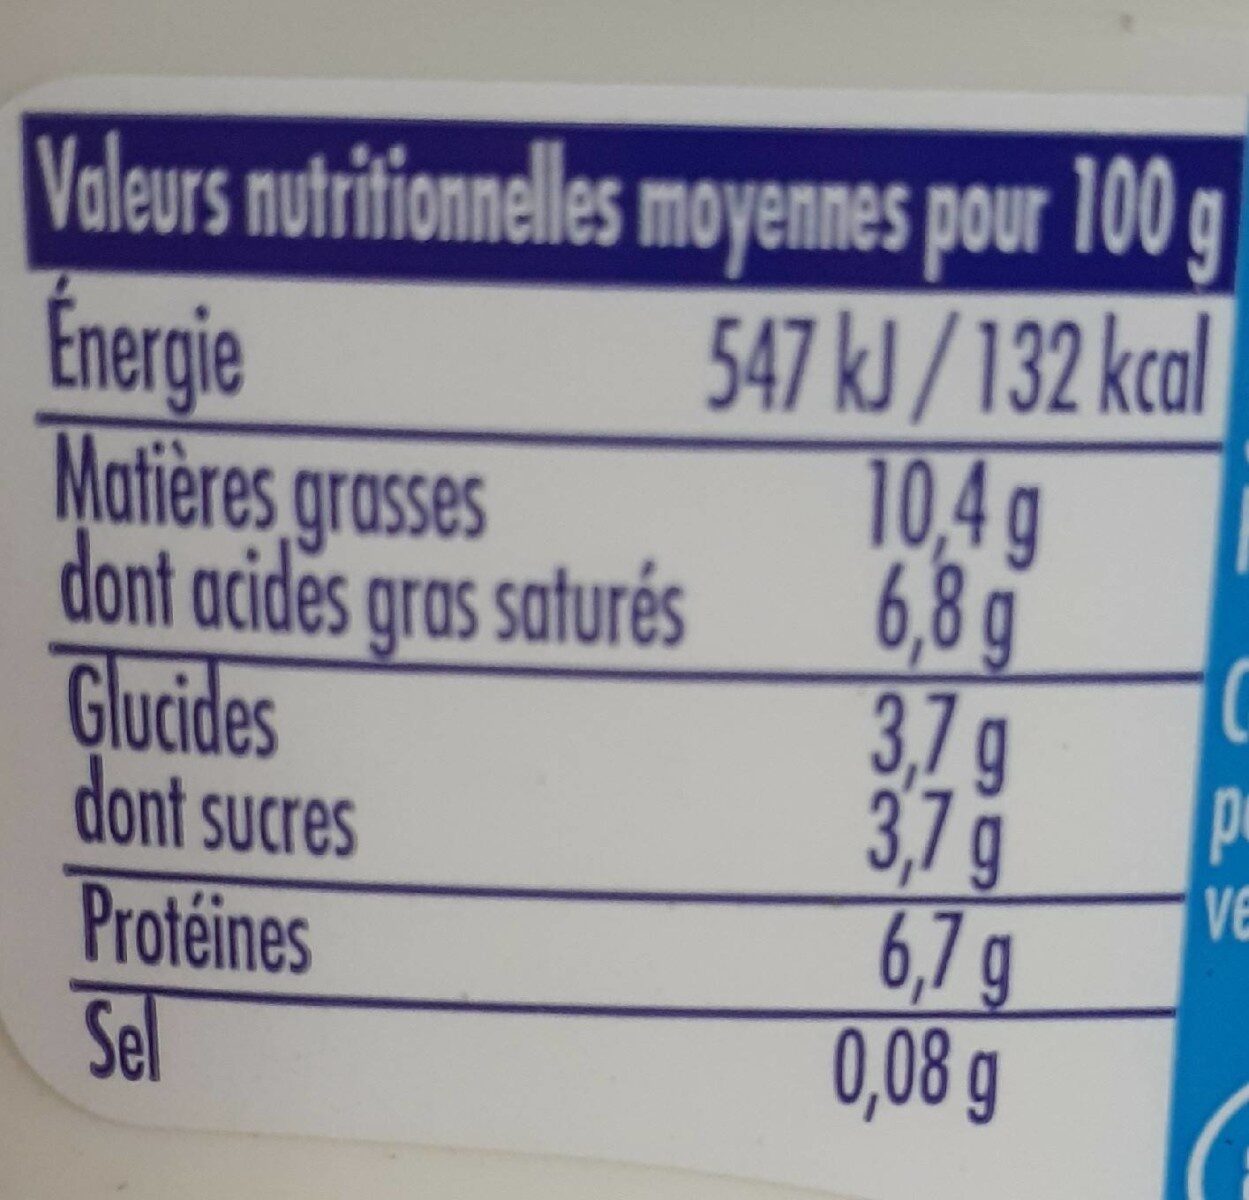 Valeurs nutritionnelles moyennes pour 100 g
Énergie 547 kJ / 132 kcal
Matières grasses 10,4 g
dont acides gras saturés 6,8 g
Glucides 3,7 g
dont sucres 3,7 g
Protéines 6,7 g
Sel 0,08 g